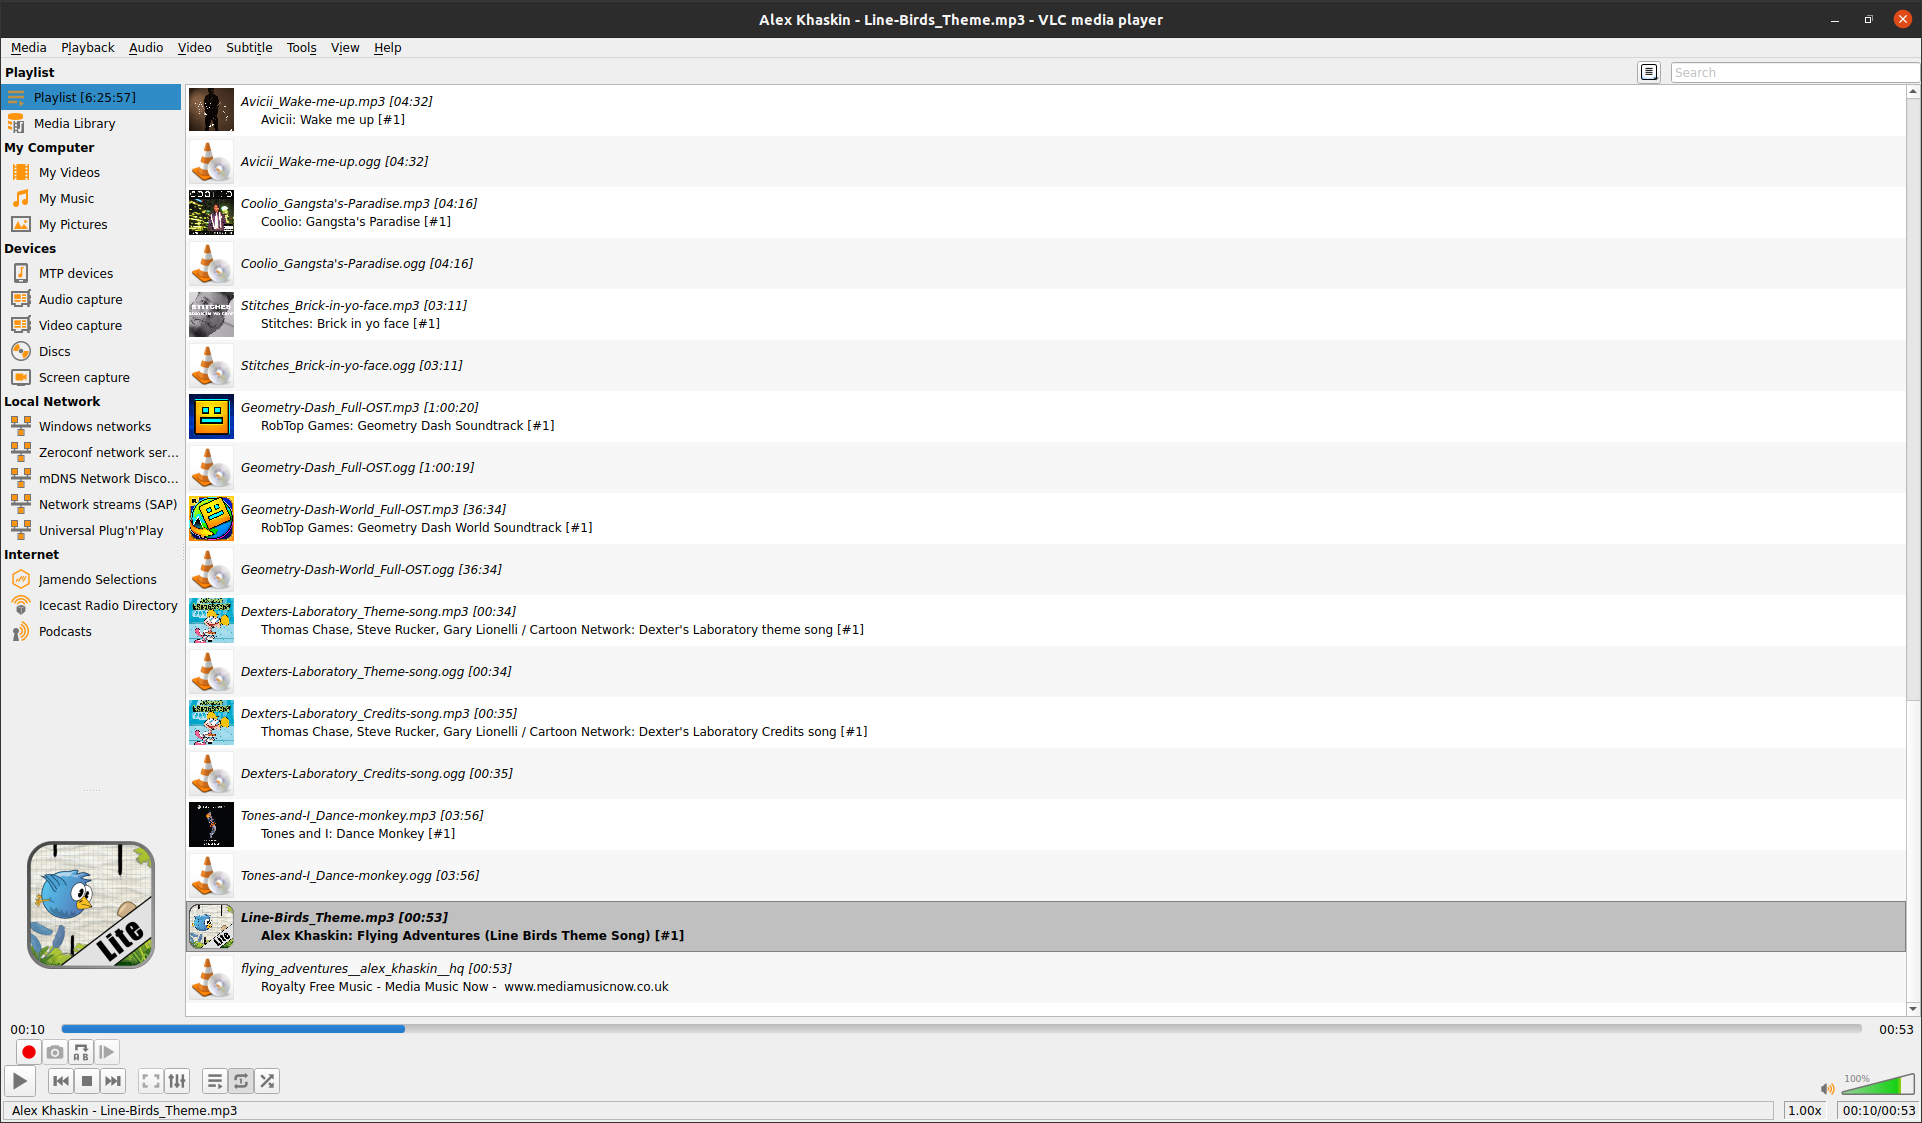 Alex Khaskin - Line-Birds_Theme.mp3 - VLC media player
Media Playback Audio Video Subtitle Tools View Help
Playlist
Search
Playlist [6:25:57]
Media Library
My Computer
My Videos
My Music
My Pictures
Devices
MTP devices
Audio capture
Video capture
Discs
Screen capture
Local Network
Windows networks
Zeroconf network ser...
mDNS Network Disco...
Network streams (SAP)
Universal Plug'n'Play
Internet
Jamendo Selections
Icecast Radio Directory
Podcasts
Lite
Avicii_Wake-me-up.mp3 [04:32]
Avicii: Wake me up [#1]
Avicii_Wake-me-up.ogg [04:32]
Coolio_Gangsta's-Paradise.mp3 [04:16]
Coolio: Gangsta's Paradise [#1]
Coolio_Gangsta's-Paradise.ogg [04:16]
Stitches_Brick-in-yo-face.mp3 [03:11]
Stitches: Brick in yo face [#1]
Stitches_Brick-in-yo-face.ogg [03:11]
Geometry-Dash_Full-OST.mp3 [1:00:20]
RobTop Games: Geometry Dash Soundtrack [#1]
Geometry-Dash_Full-OST.ogg [1:00:19]
Geometry-Dash-World_Full-OST.mp3 [36:34]
RobTop Games: Geometry Dash World Soundtrack [#1]
Geometry-Dash-World_Full-OST.ogg [36:34]
Dexters-Laboratory_Theme-song.mp3 [00:34]
Thomas Chase, Steve Rucker, Gary Lionelli / Cartoon Network: Dexter's Laboratory theme song [#1]
Dexters-Laboratory_Theme-song.ogg [00:34]
Dexters-Laboratory_Credits-song.mp3 [00:35]
Thomas Chase, Steve Rucker, Gary Lionelli / Cartoon Network: Dexter's Laboratory Credits song [#1]
Dexters-Laboratory_Credits-song.ogg [00:35]
Tones-and-I_Dance-monkey.mp3 [03:56]
Tones and I: Dance Monkey [#1]
Tones-and-I_Dance-monkey.ogg [03:56]
Line-Birds_Theme.mp3 [00:53]
Alex Khaskin: Flying Adventures (Line Birds Theme Song) [#1]
flying_adventures__alex_khaskin__hq [00:53]
Royalty Free Music - Media Music Now -  www.mediamusicnow.co.uk
00:10
00:53
A B
100%
Alex Khaskin - Line-Birds_Theme.mp3
1.00x
00:10/00:53